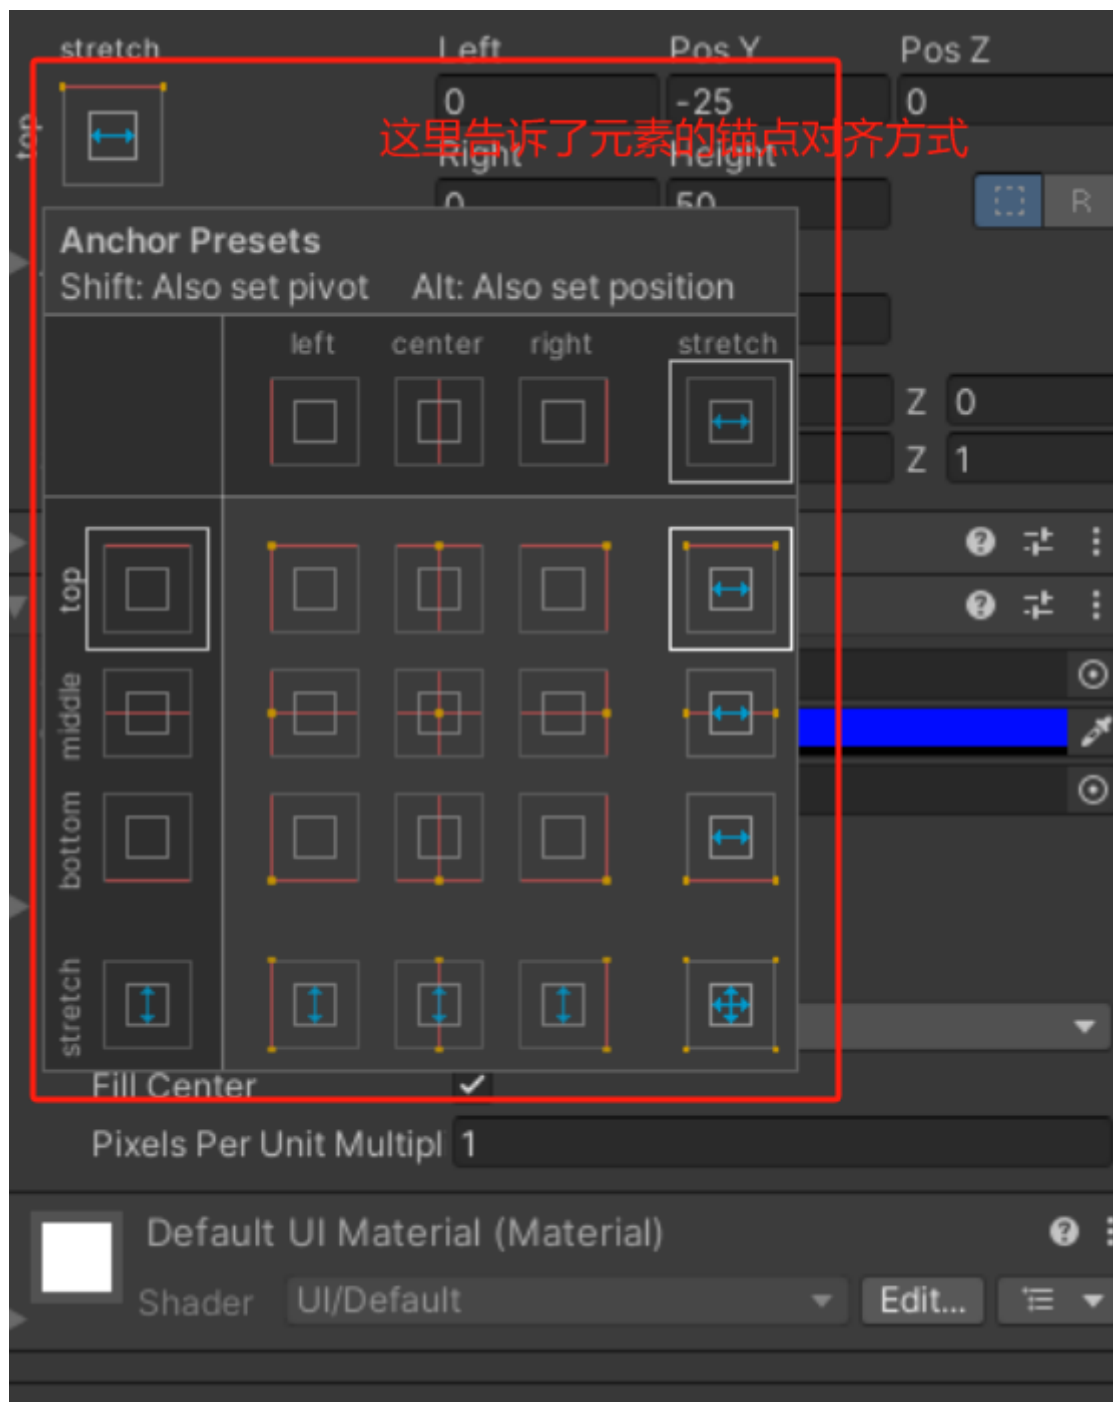 stretch Left Pos Y Pos Z
top
0 -25 0
这里告诉了元素的锚点对齐方式
Right Height
0 50 R
Anchor Presets
Shift: Also set pivot Alt: Also set position
left center right stretch
Z 0
Z 1
top
middle
bottom
stretch
Fill Center
Pixels Per Unit Multipl 1
Default UI Material (Material)
Shader UI/Default Edit...